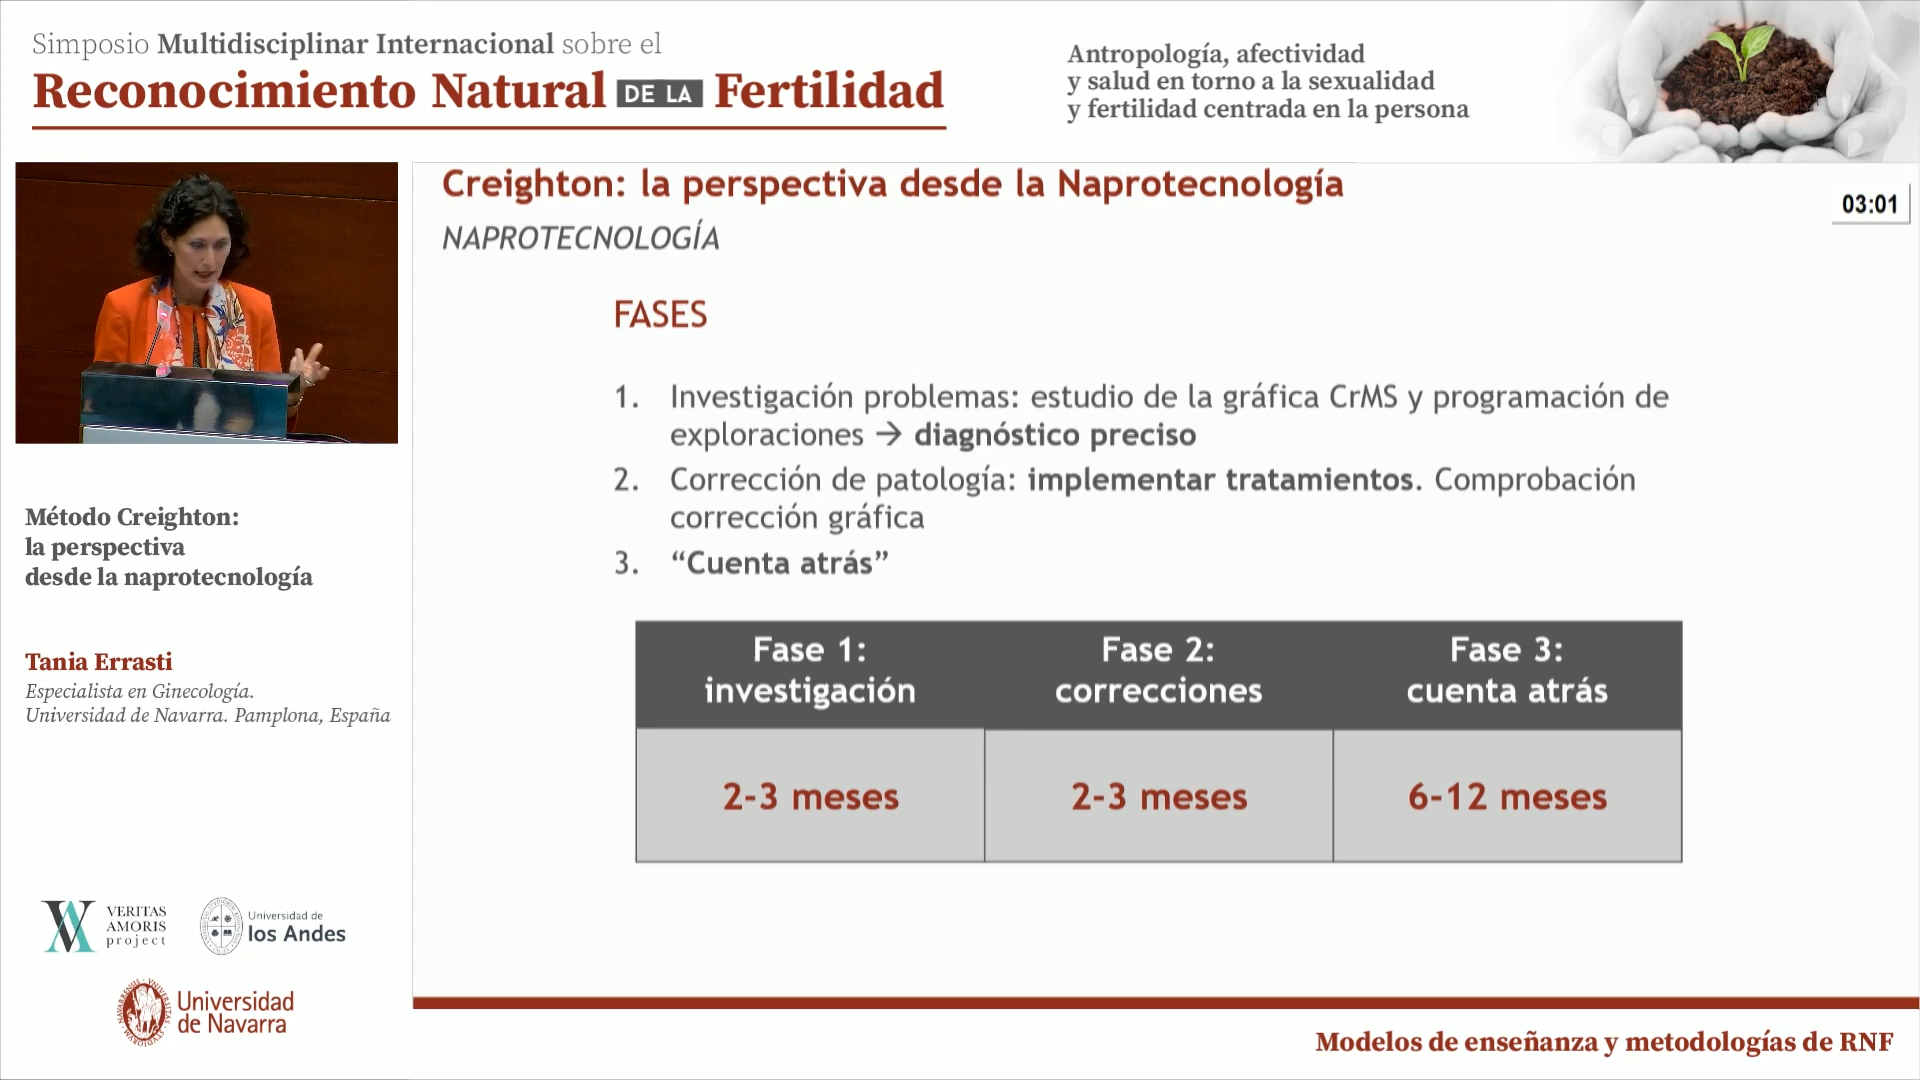 Simposio Multidisciplinar Internacional sobre el
Reconocimiento Natural DE LA Fertilidad
Antropología, afectividad
y salud en torno a la sexualidad
y fertilidad centrada en la persona
Creighton: la perspectiva desde la Naprotecnología
NAPROTECNOLOGÍA
03:01
FASES
1. Investigación problemas: estudio de la gráfica CrMS y programación de
exploraciones → diagnóstico preciso
2. Corrección de patología: implementar tratamientos. Comprobación
corrección gráfica
3. “Cuenta atrás”
Fase 1:
investigación
Fase 2:
correcciones
Fase 3:
cuenta atrás
2-3 meses
2-3 meses
6-12 meses
Método Creighton:
la perspectiva
desde la naprotecnología
Tania Errasti
Especialista en Ginecología.
Universidad de Navarra. Pamplona, España
VERITAS
AMORIS
project
Universidad de
los Andes
Universidad
de Navarra
Modelos de enseñanza y metodologías de RNF